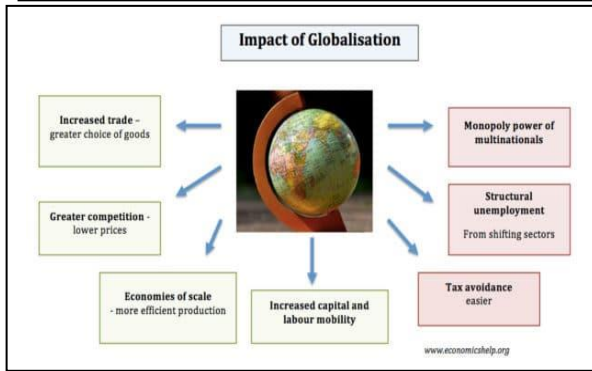 Impact of Globalisation
Increased trade –
greater choice of goods
Greater competition -
lower prices
Economies of scale
- more efficient production
Increased capital and
labour mobility
Monopoly power of
multinationals
Structural
unemployment
From shifting sectors
Tax avoidance
easier
www.economicshelp.org